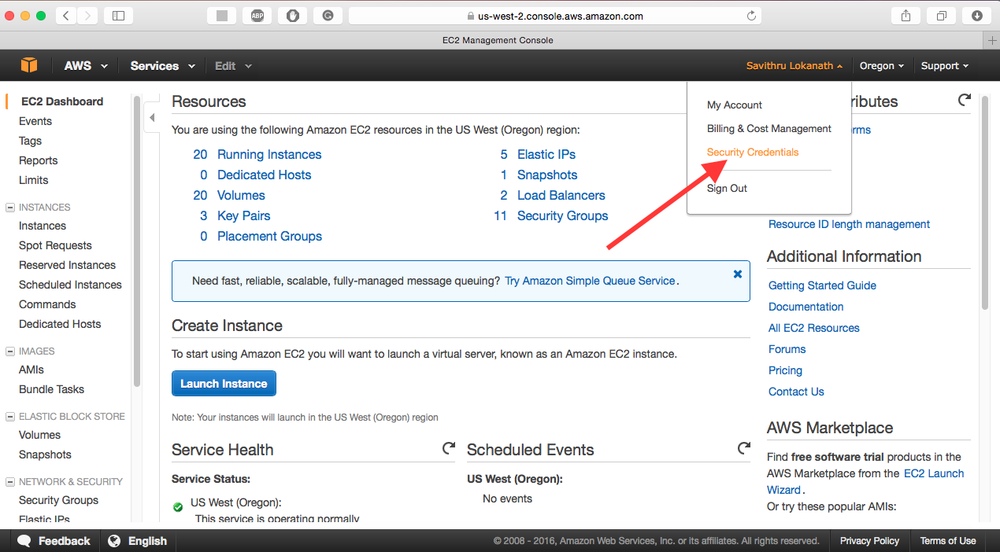 ABP
us-west-2.console.aws.amazon.com
EC2 Management Console
AWS Services Edit Savithru Lokanath Oregon Support
My Account
Billing & Cost Management
Security Credentials
Sign Out
EC2 Dashboard
Events
Tags
Reports
Limits
INSTANCES
Instances
Spot Requests
Reserved Instances
Scheduled Instances
Commands
Dedicated Hosts
IMAGES
AMIs
Bundle Tasks
ELASTIC BLOCK STORE
Volumes
Snapshots
NETWORK & SECURITY
Security Groups
Elastic IPs
Resources
You are using the following Amazon EC2 resources in the US West (Oregon) region:
20 Running Instances
0 Dedicated Hosts
20 Volumes
3 Key Pairs
0 Placement Groups
5 Elastic IPs
1 Snapshots
2 Load Balancers
11 Security Groups
Need fast, reliable, scalable, fully-managed message queuing? Try Amazon Simple Queue Service.
Create Instance
To start using Amazon EC2 you will want to launch a virtual server, known as an Amazon EC2 instance.
Launch Instance
Note: Your instances will launch in the US West (Oregon) region
Service Health
Service Status:
US West (Oregon):
This service is operating normally
Scheduled Events
US West (Oregon):
No events
ributes
rms
Resource ID length management
Additional Information
Getting Started Guide
Documentation
All EC2 Resources
Forums
Pricing
Contact Us
AWS Marketplace
Find free software trial products in the
AWS Marketplace from the EC2 Launch
Wizard.
Or try these popular AMIs:
Feedback English © 2008 - 2016, Amazon Web Services, Inc. or its affiliates. All rights reserved. Privacy Policy Terms of Use